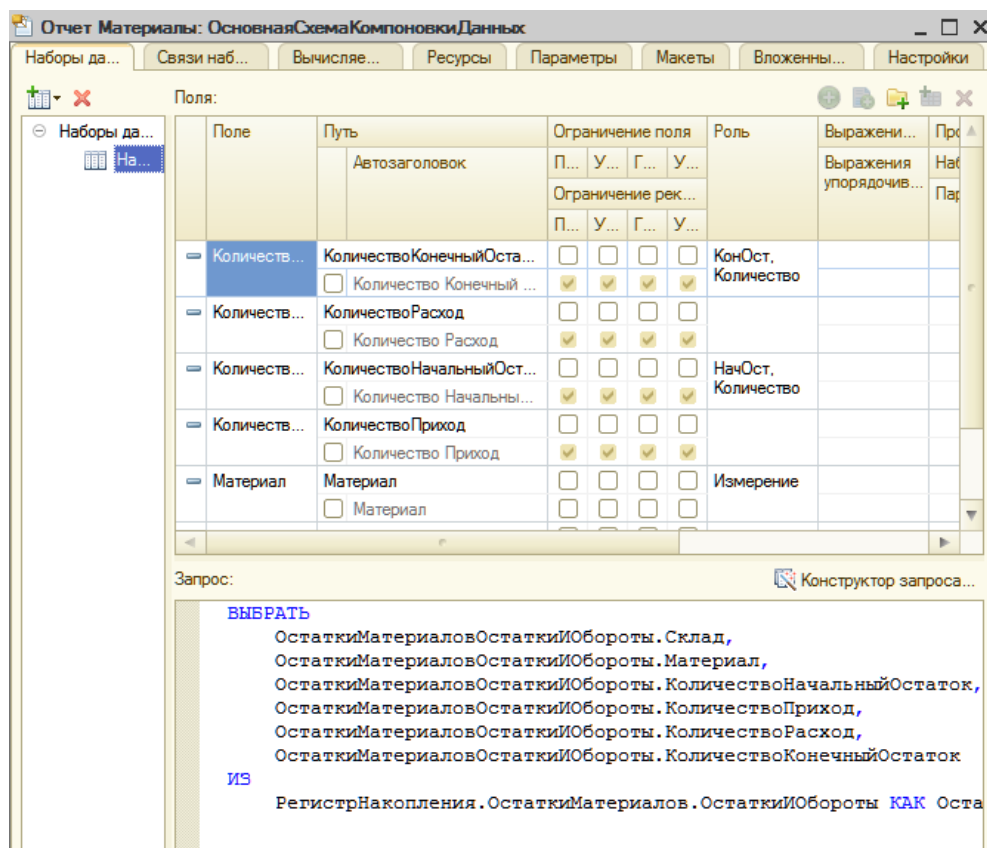 Отчет Материалы: ОсновнаяСхемаКомпоновкиДанных
Наборы да... Связи наб... Вычисляе... Ресурсы Параметры Макеты Вложенны... Настройки
Поля:
Наборы да...
На...
Поле Путь Ограничение поля Роль Выражени...
Автозаголовок П... У... Г... У... Выражения
упорядочив...
Ограничение рек...
П... У... Г... У...
Количеств... КоличествоКонечныйОста... КонОст,
Количество
Количество Конечный ...
Количеств... КоличествоРасход
Количество Расход
Количеств... КоличествоНачальныйОст... НачОст,
Количество
Количество Начальны...
Количеств... КоличествоПриход
Количество Приход
Материал Материал Измерение
Материал
Запрос: Конструктор запроса...
ВЫБРАТЬ
ОстаткиМатериаловОстаткиИОбороты.Склад,
ОстаткиМатериаловОстаткиИОбороты.Материал,
ОстаткиМатериаловОстаткиИОбороты.КоличествоНачальныйОстаток,
ОстаткиМатериаловОстаткиИОбороты.КоличествоПриход,
ОстаткиМатериаловОстаткиИОбороты.КоличествоРасход,
ОстаткиМатериаловОстаткиИОбороты.КоличествоКонечныйОстаток
ИЗ
РегистрНакопления.ОстаткиМатериалов.ОстаткиИОбороты КАК Оста